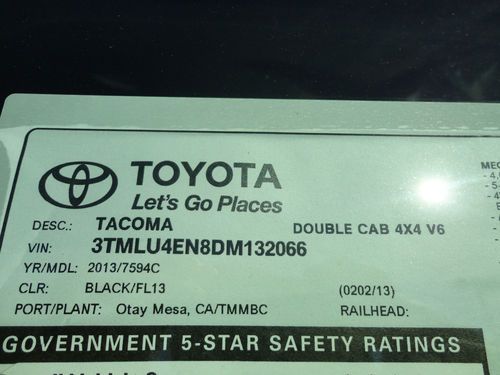 TOYOTA
Let's Go Places
DESC.: TACOMA DOUBLE CAB 4X4 V6
VIN: 3TMLU4EN8DM132066
YR/MDL: 2013/7594C
CLR: BLACK/FL13 (0202/13)
PORT/PLANT: Otay Mesa, CA/TMMBC RAILHEAD:
GOVERNMENT 5-STAR SAFETY RATINGS